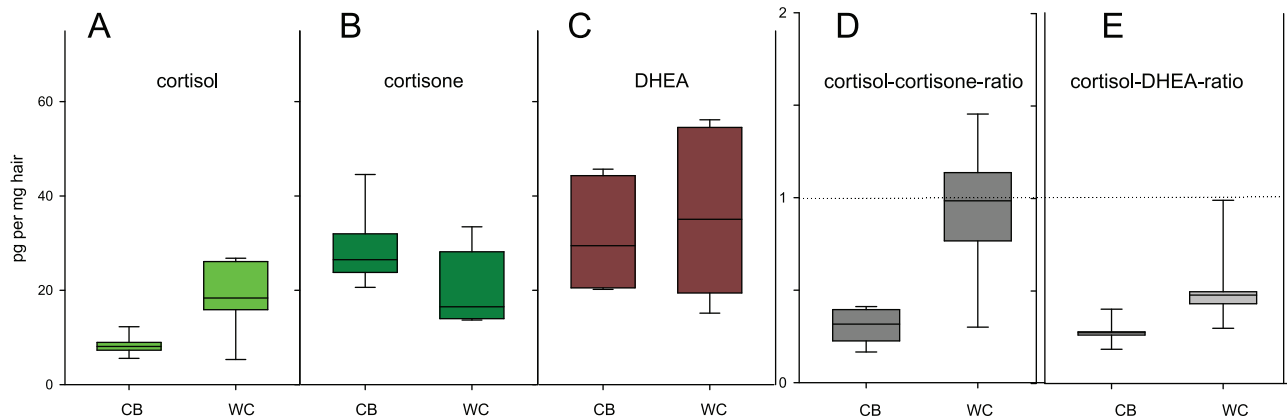 A
B
C
D
E
cortisol
cortisone
DHEA
cortisol-cortisone-ratio
cortisol-DHEA-ratio
pg per mg hair
60
40
20
0
2
1
0
CB
WC
CB
WC
CB
WC
CB
WC
CB
WC